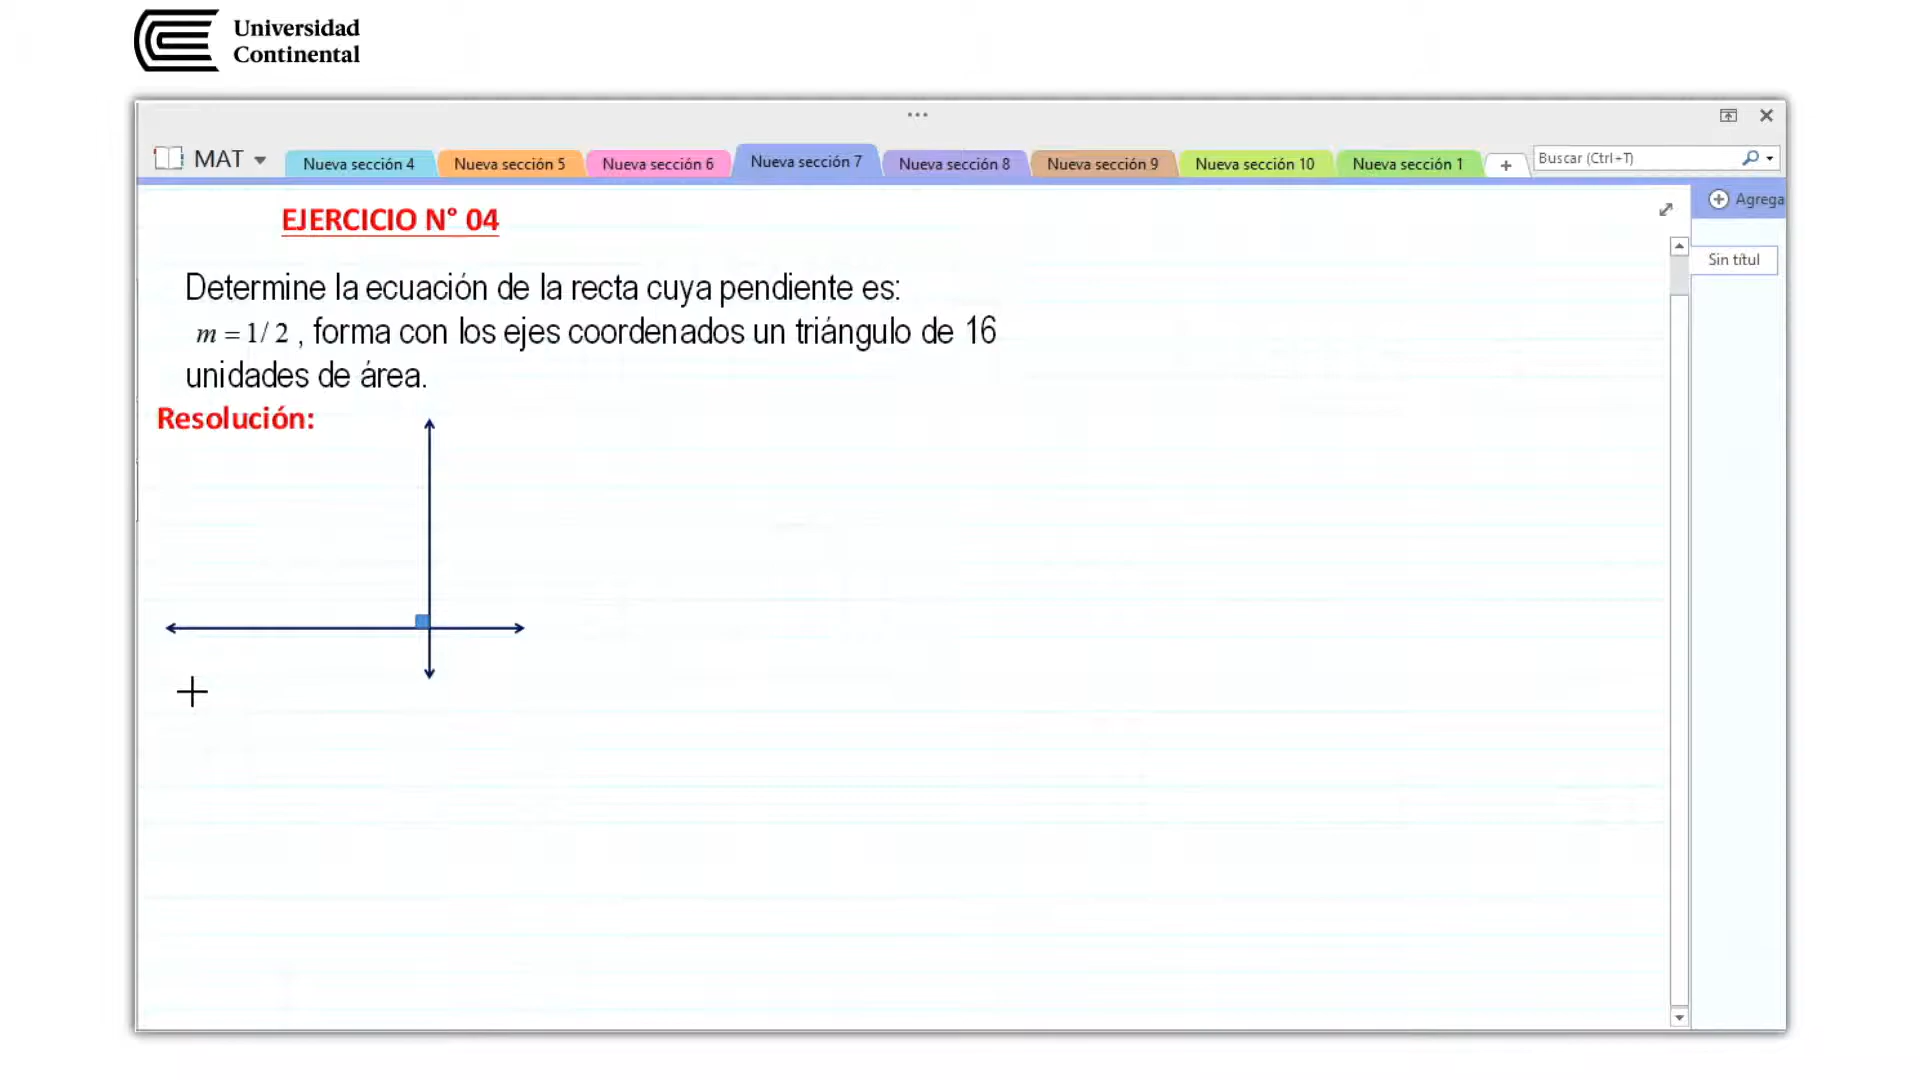 Universidad
Continental
MAT
Nueva sección 4
Nueva sección 5
Nueva sección 6
Nueva sección 7
Nueva sección 8
Nueva sección 9
Nueva sección 10
Nueva sección 1
Buscar (Ctrl+T)
Agrega
Sin títul
EJERCICIO N° 04
Determine la ecuación de la recta cuya pendiente es:
m = 1/ 2 , forma con los ejes coordenados un triángulo de 16
unidades de área.
Resolución: